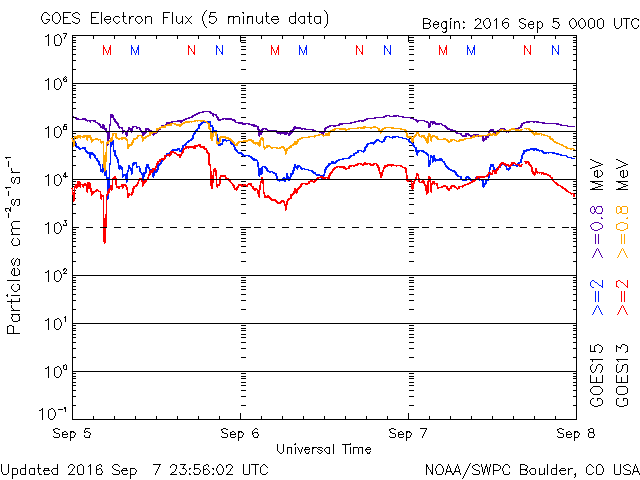 GOES Electron Flux (5 minute data)
Begin: 2016 Sep 5 0000 UTC
M M N N M M N N M M N N
10⁷
10⁶
10⁵
10⁴
10³
10²
10¹
10⁰
10⁻¹
Particles cm⁻²s⁻¹sr⁻¹
Sep 5 Sep 6 Sep 7 Sep 8
Universal Time
GOES15 >=2 >=0.8 MeV
GOES13 >=2 >=0.8 MeV
Updated 2016 Sep 7 23:56:02 UTC
NOAA/SWPC Boulder, CO USA